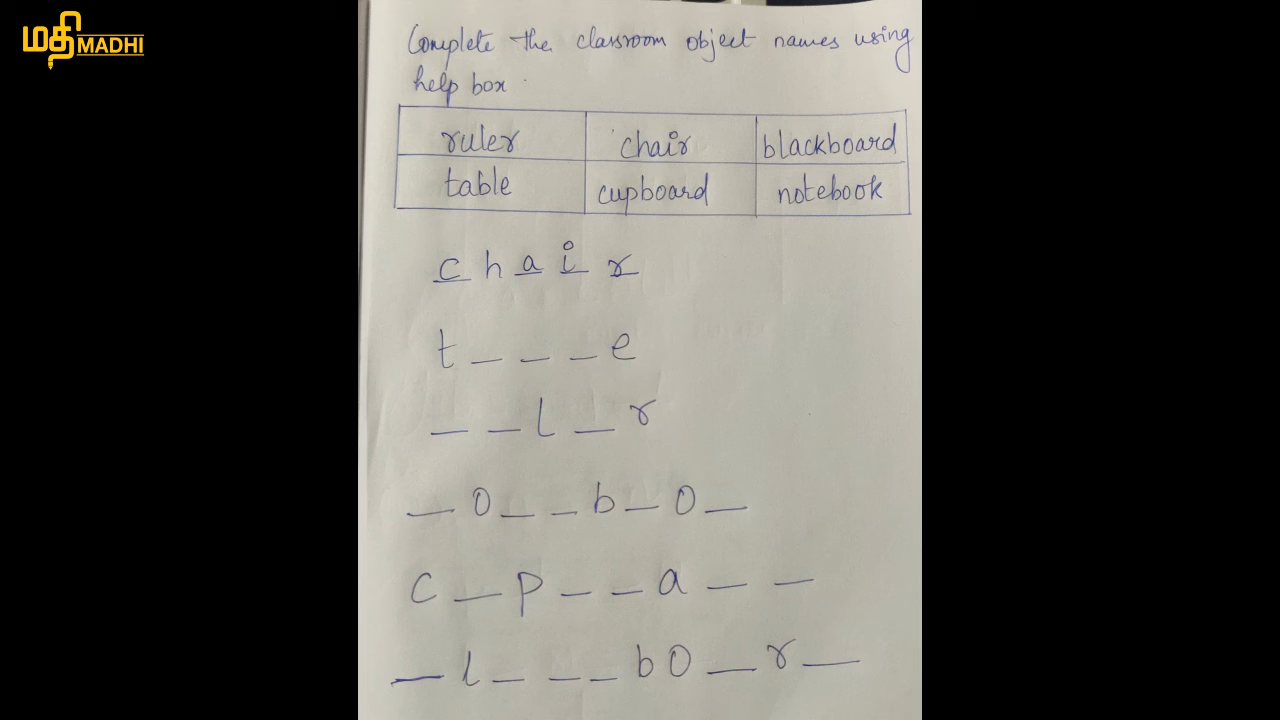 மதி MADHI
Complete the classroom object names using
help box.
ruler chair blackboard
table cupboard notebook
c h a i r
t _ _ _ e
_ _ l _ r
_ o _ _ b _ o _
c _ p _ _ a _ _
_ l _ _ _ b o _ r _